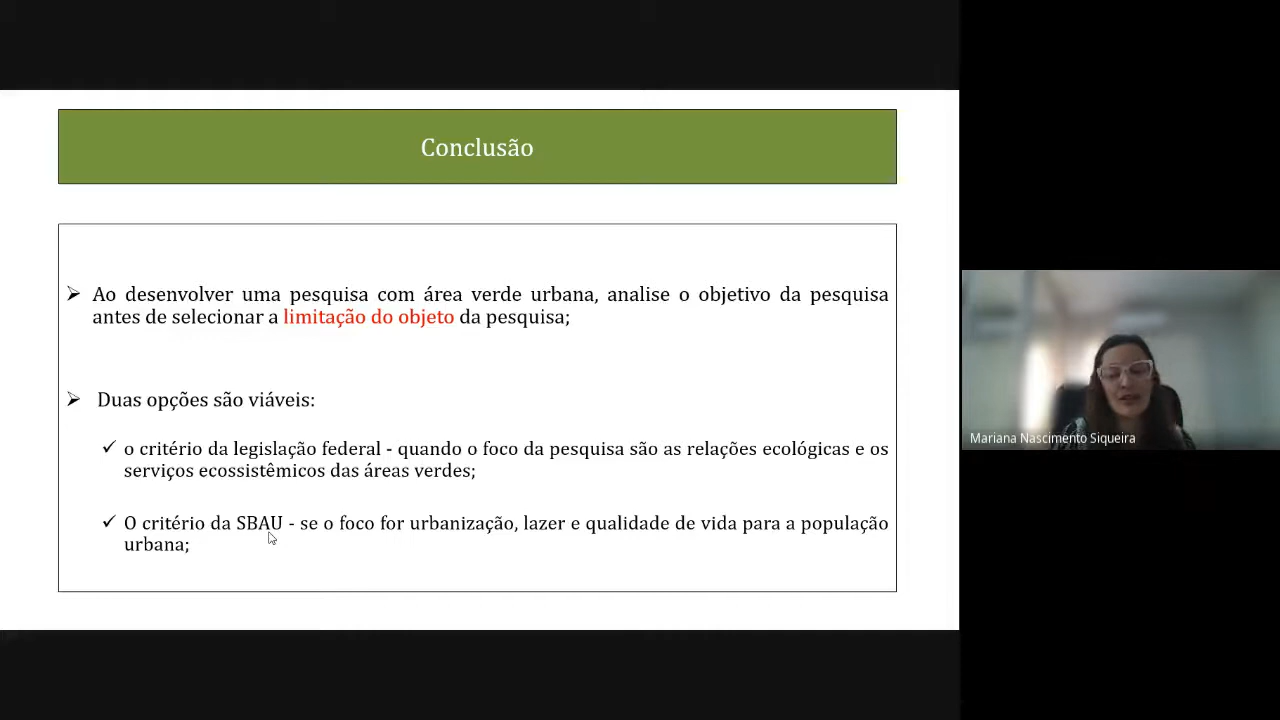 Conclusão
➢ Ao desenvolver uma pesquisa com área verde urbana, analise o objetivo da pesquisa
antes de selecionar a limitação do objeto da pesquisa;
➢ Duas opções são viáveis:
✓ o critério da legislação federal - quando o foco da pesquisa são as relações ecológicas e os
serviços ecossistêmicos das áreas verdes;
✓ O critério da SBAU - se o foco for urbanização, lazer e qualidade de vida para a população
urbana;
Mariana Nascimento Siqueira